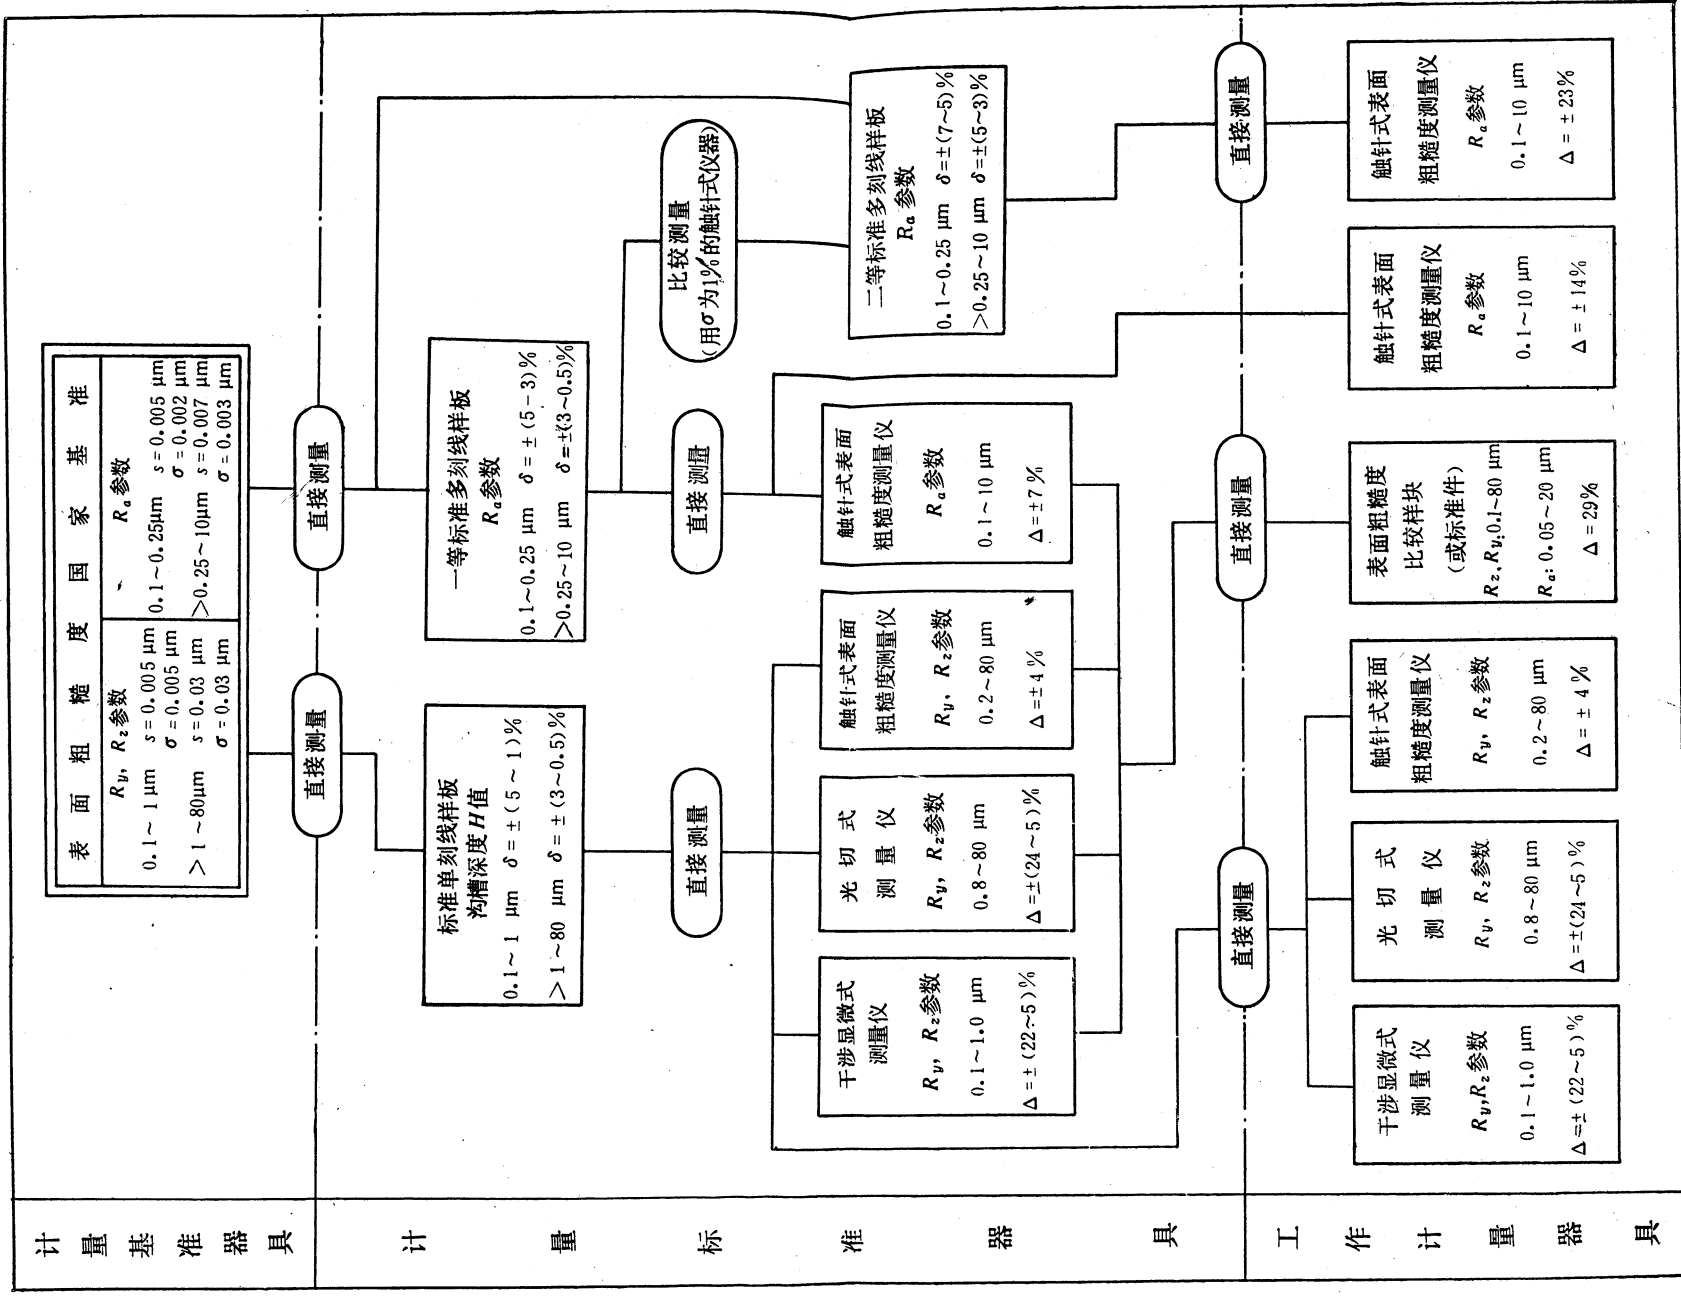 计量基准器具
表面粗糙度国家基准
Ry, Rz参数
0.1~1μm s=0.005μm
σ=0.005μm
>1~80μm s=0.03μm
σ=0.03μm
Ra参数
0.1~0.25μm s=0.005μm
σ=0.002μm
>0.25~10μm s=0.007μm
σ=0.003μm
直接测量
直接测量
计量标准器具
标准单刻线样板
沟槽深度H值
0.1~1 μm δ=±(5~1)%
>1~80 μm δ=±(3~0.5)%
一等标准多刻线样板
Ra参数
0.1~0.25 μm δ=±(5-3)%
>0.25~10 μm δ=±(3~0.5)%
直接测量
直接测量
比较测量
(用σ为1%的触针式仪器)
干涉显微式
测量仪
Ry, Rz参数
0.1~1.0 μm
Δ=±(22~5)%
光切式
测量仪
Ry, Rz参数
0.8~80 μm
Δ=±(24~5)%
触针式表面
粗糙度测量仪
Ry, Rz参数
0.2~80 μm
Δ=±4%
触针式表面
粗糙度测量仪
Ra参数
0.1~10 μm
Δ=±7%
二等标准多刻线样板
Ra参数
0.1~0.25 μm δ=±(7~5)%
>0.25~10 μm δ=±(5~3)%
直接测量
直接测量
直接测量
工作计量器具
干涉显微式
测量仪
Ry,Rz参数
0.1~1.0 μm
Δ=±(22~5)%
光切式
测量仪
Ry, Rz参数
0.8~80 μm
Δ=±(24~5)%
触针式表面
粗糙度测量仪
Ry, Rz参数
0.2~80 μm
Δ=±4%
表面粗糙度
比较样块
(或标准件)
Rz、Ry:0.1~80 μm
Ra:0.05~20 μm
Δ=29%
触针式表面
粗糙度测量仪
Ra参数
0.1~10 μm
Δ=±14%
触针式表面
粗糙度测量仪
Ra参数
0.1~10 μm
Δ=±23%